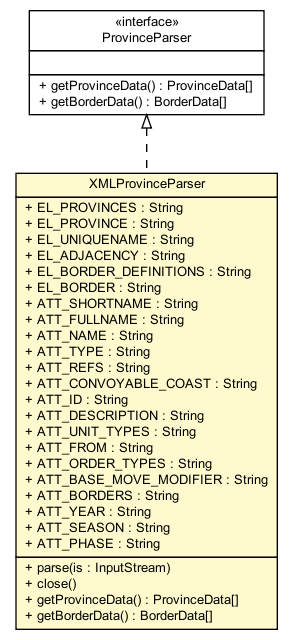 «interface»
ProvinceParser
+ getProvinceData() : ProvinceData[]
+ getBorderData() : BorderData[]
XMLProvinceParser
+ EL_PROVINCES : String
+ EL_PROVINCE : String
+ EL_UNIQUENAME : String
+ EL_ADJACENCY : String
+ EL_BORDER_DEFINITIONS : String
+ EL_BORDER : String
+ ATT_SHORTNAME : String
+ ATT_FULLNAME : String
+ ATT_NAME : String
+ ATT_TYPE : String
+ ATT_REFS : String
+ ATT_CONVOYABLE_COAST : String
+ ATT_ID : String
+ ATT_DESCRIPTION : String
+ ATT_UNIT_TYPES : String
+ ATT_FROM : String
+ ATT_ORDER_TYPES : String
+ ATT_BASE_MOVE_MODIFIER : String
+ ATT_BORDERS : String
+ ATT_YEAR : String
+ ATT_SEASON : String
+ ATT_PHASE : String
+ parse(is : InputStream)
+ close()
+ getProvinceData() : ProvinceData[]
+ getBorderData() : BorderData[]